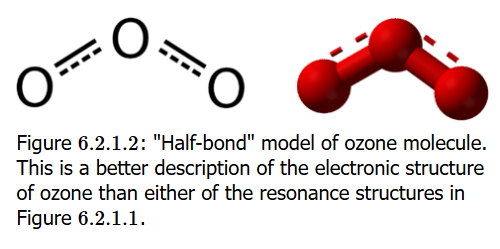 O O O
Figure 6.2.1.2: "Half-bond" model of ozone molecule.
This is a better description of the electronic structure
of ozone than either of the resonance structures in
Figure 6.2.1.1.